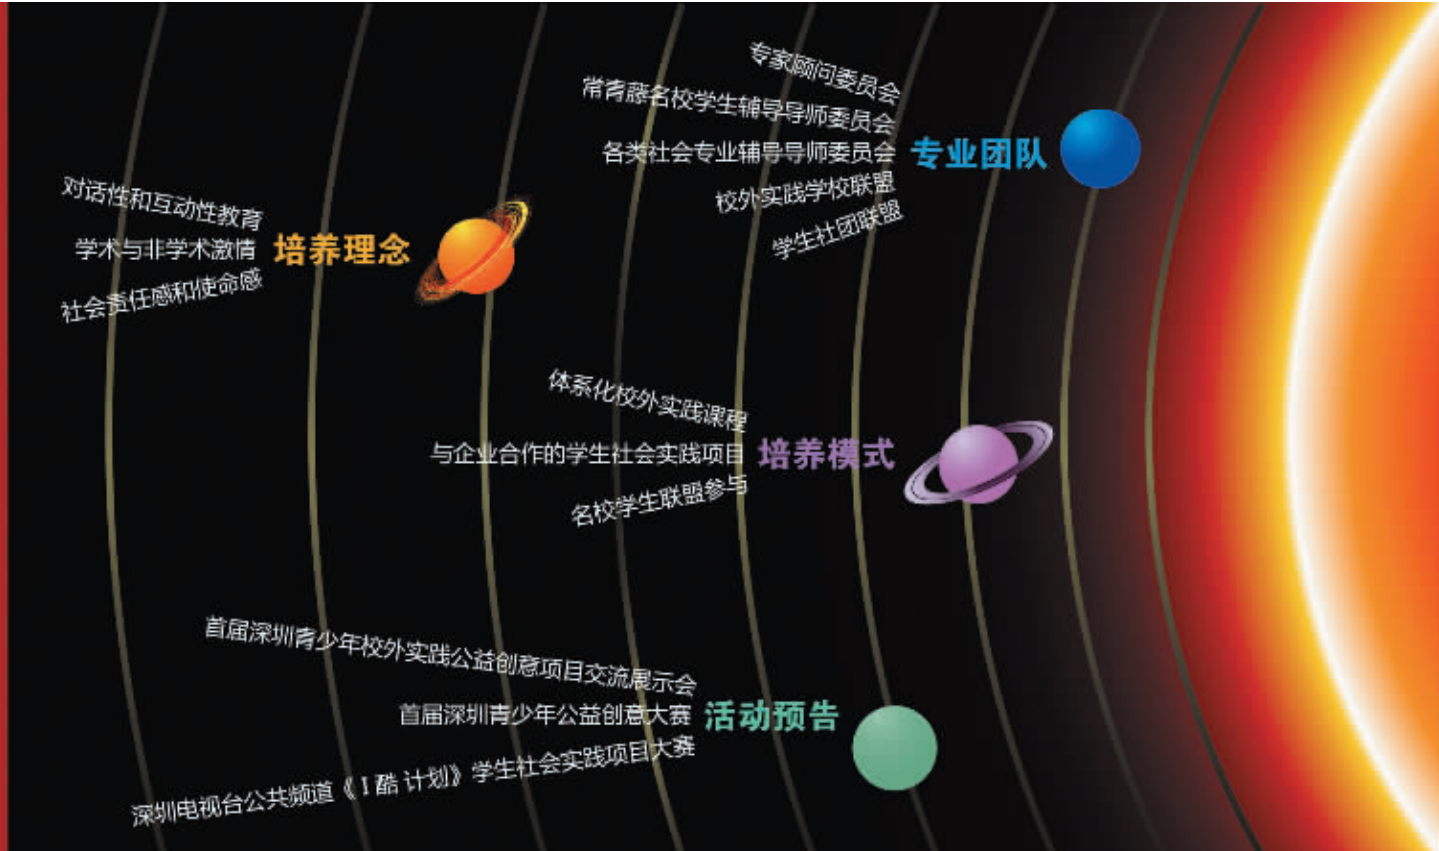 专家顾问委员会
常青藤名校学生辅导导师委员会
各类社会专业辅导导师委员会
专业团队
校外实践学校联盟
学生社团联盟
对话性和互动性教育
学术与非学术激情
培养理念
社会责任感和使命感
体系化校外实践课程
与企业合作的学生社会实践项目
培养模式
名校学生联盟参与
首届深圳青少年校外实践公益创意项目交流展示会
首届深圳青少年公益创意大赛
活动预告
深圳电视台公共频道《I 酷 计划》学生社会实践项目大赛